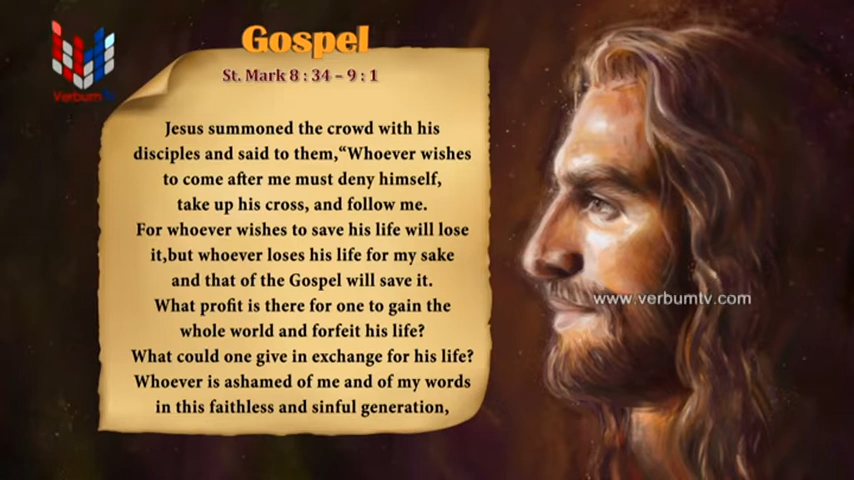 Gospel
St. Mark 8 : 34 – 9 : 1
Jesus summoned the crowd with his
disciples and said to them,“Whoever wishes
to come after me must deny himself,
take up his cross, and follow me.
For whoever wishes to save his life will lose
it,but whoever loses his life for my sake
and that of the Gospel will save it.
What profit is there for one to gain the
whole world and forfeit his life?
What could one give in exchange for his life?
Whoever is ashamed of me and of my words
in this faithless and sinful generation,
Verbum Tv
www.verbumtv.com